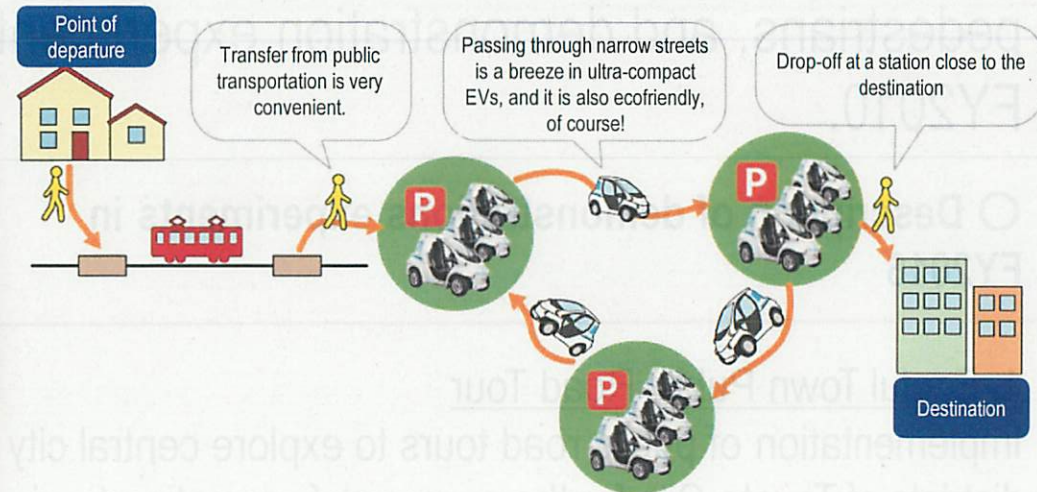 Point of
departure
Transfer from public
transportation is very
convenient.
Passing through narrow streets
is a breeze in ultra-compact
EVs, and it is also ecofriendly,
of course!
Drop-off at a station close to the
destination
P
P
P
Destination